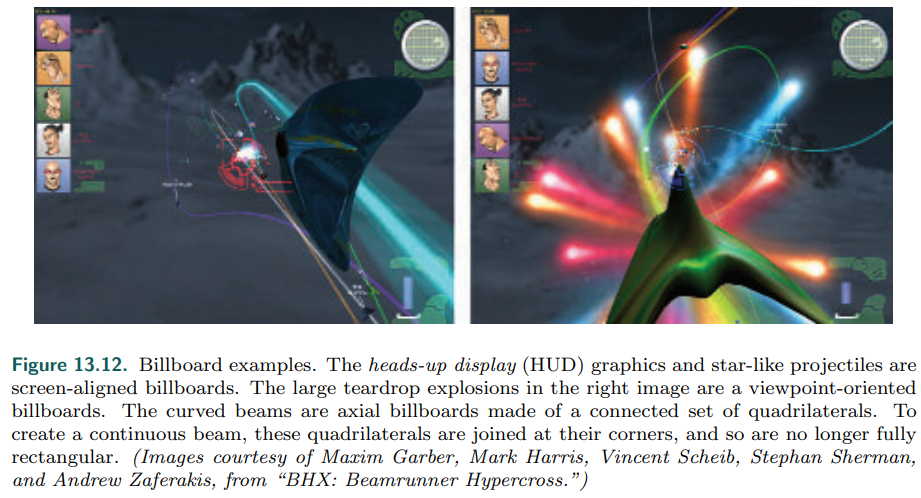 Figure 13.12. Billboard examples. The heads-up display (HUD) graphics and star-like projectiles are
screen-aligned billboards. The large teardrop explosions in the right image are a viewpoint-oriented
billboards. The curved beams are axial billboards made of a connected set of quadrilaterals. To
create a continuous beam, these quadrilaterals are joined at their corners, and so are no longer fully
rectangular. (Images courtesy of Maxim Garber, Mark Harris, Vincent Scheib, Stephan Sherman,
and Andrew Zaferakis, from “BHX: Beamrunner Hypercross.”)